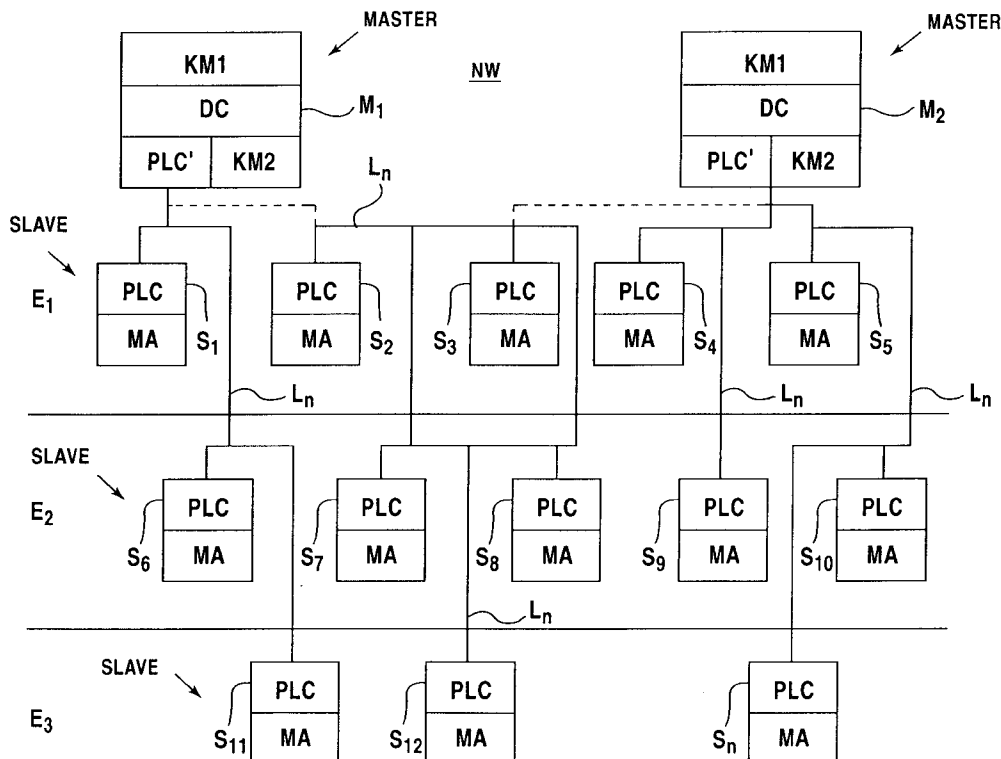 MASTER
MASTER
KM1
NW
KM1
DC
M1
DC
M2
PLC'
KM2
PLC'
KM2
Ln
SLAVE
E1
PLC
PLC
PLC
PLC
PLC
MA
S1
MA
S2
S3
MA
MA
S4
MA
S5
Ln
Ln
Ln
SLAVE
E2
PLC
PLC
PLC
PLC
PLC
S6
MA
S7
MA
S8
MA
S9
MA
S10
MA
Ln
SLAVE
E3
PLC
PLC
PLC
S11
MA
S12
MA
Sn
MA